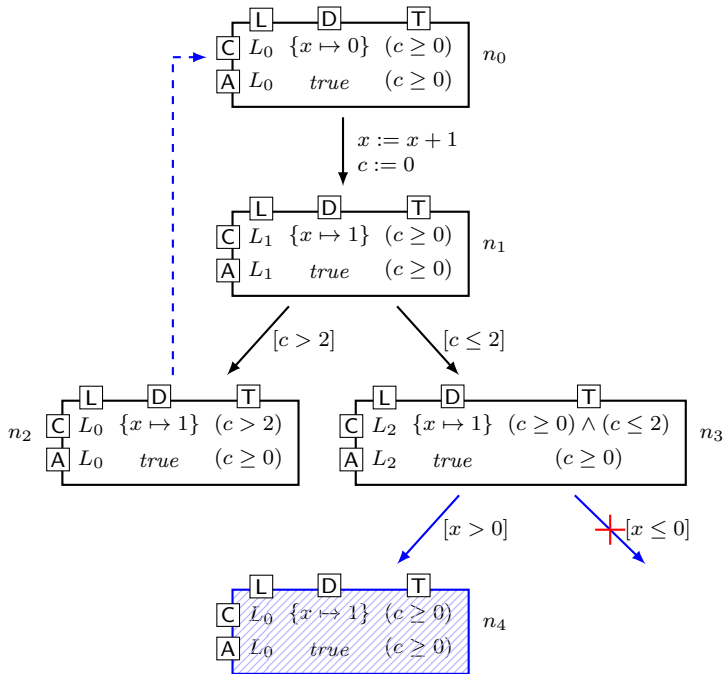 L D T
C L₀ {x ↦ 0} (c ≥ 0) n₀
A L₀ true (c ≥ 0)
x := x + 1
c := 0
L D T
C L₁ {x ↦ 1} (c ≥ 0) n₁
A L₁ true (c ≥ 0)
[c > 2] [c ≤ 2]
L D T
n₂ C L₀ {x ↦ 1} (c > 2)
A L₀ true (c ≥ 0)
L D T
C L₂ {x ↦ 1} (c ≥ 0) ∧ (c ≤ 2) n₃
A L₂ true (c ≥ 0)
[x > 0] [x ≤ 0]
L D T
C L₀ {x ↦ 1} (c ≥ 0) n₄
A L₀ true (c ≥ 0)